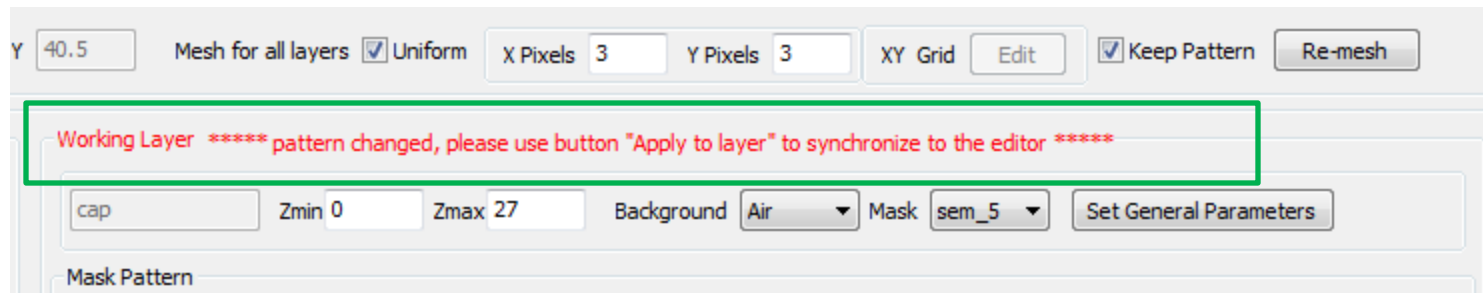 Y 40.5 Mesh for all layers Uniform X Pixels 3 Y Pixels 3 XY Grid Edit Keep Pattern Re-mesh
Working Layer ***** pattern changed, please use button "Apply to layer" to synchronize to the editor *****
cap Zmin 0 Zmax 27 Background Air Mask sem_5 Set General Parameters
Mask Pattern